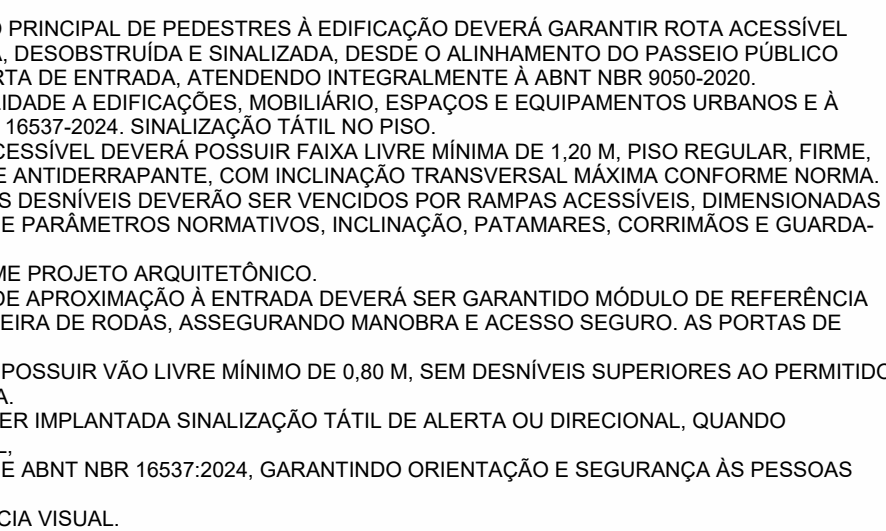 PRINCIPAL DE PEDESTRES À EDIFICAÇÃO DEVERÁ GARANTIR ROTA ACESSÍVEL
, DESOBSTRUÍDA E SINALIZADA, DESDE O ALINHAMENTO DO PASSEIO PÚBLICO
RTA DE ENTRADA, ATENDENDO INTEGRALMENTE À ABNT NBR 9050-2020.
IDADE A EDIFICAÇÕES, MOBILIÁRIO, ESPAÇOS E EQUIPAMENTOS URBANOS E À
16537-2024. SINALIZAÇÃO TÁTIL NO PISO.
CESSÍVEL DEVERÁ POSSUIR FAIXA LIVRE MÍNIMA DE 1,20 M, PISO REGULAR, FIRME,
E ANTIDERRAPANTE, COM INCLINAÇÃO TRANSVERSAL MÁXIMA CONFORME NORMA.
S DESNÍVEIS DEVERÃO SER VENCIDOS POR RAMPAS ACESSÍVEIS, DIMENSIONADAS
E PARÂMETROS NORMATIVOS, INCLINAÇÃO, PATAMARES, CORRIMÃOS E GUARDA-
ME PROJETO ARQUITETÔNICO.
DE APROXIMAÇÃO À ENTRADA DEVERÁ SER GARANTIDO MÓDULO DE REFERÊNCIA
EIRA DE RODAS, ASSEGURANDO MANOBRA E ACESSO SEGURO. AS PORTAS DE
POSSUIR VÃO LIVRE MÍNIMO DE 0,80 M, SEM DESNÍVEIS SUPERIORES AO PERMITIDO
A.
ER IMPLANTADA SINALIZAÇÃO TÁTIL DE ALERTA OU DIRECIONAL, QUANDO
L,
E ABNT NBR 16537:2024, GARANTINDO ORIENTAÇÃO E SEGURANÇA ÀS PESSOAS
CIA VISUAL.